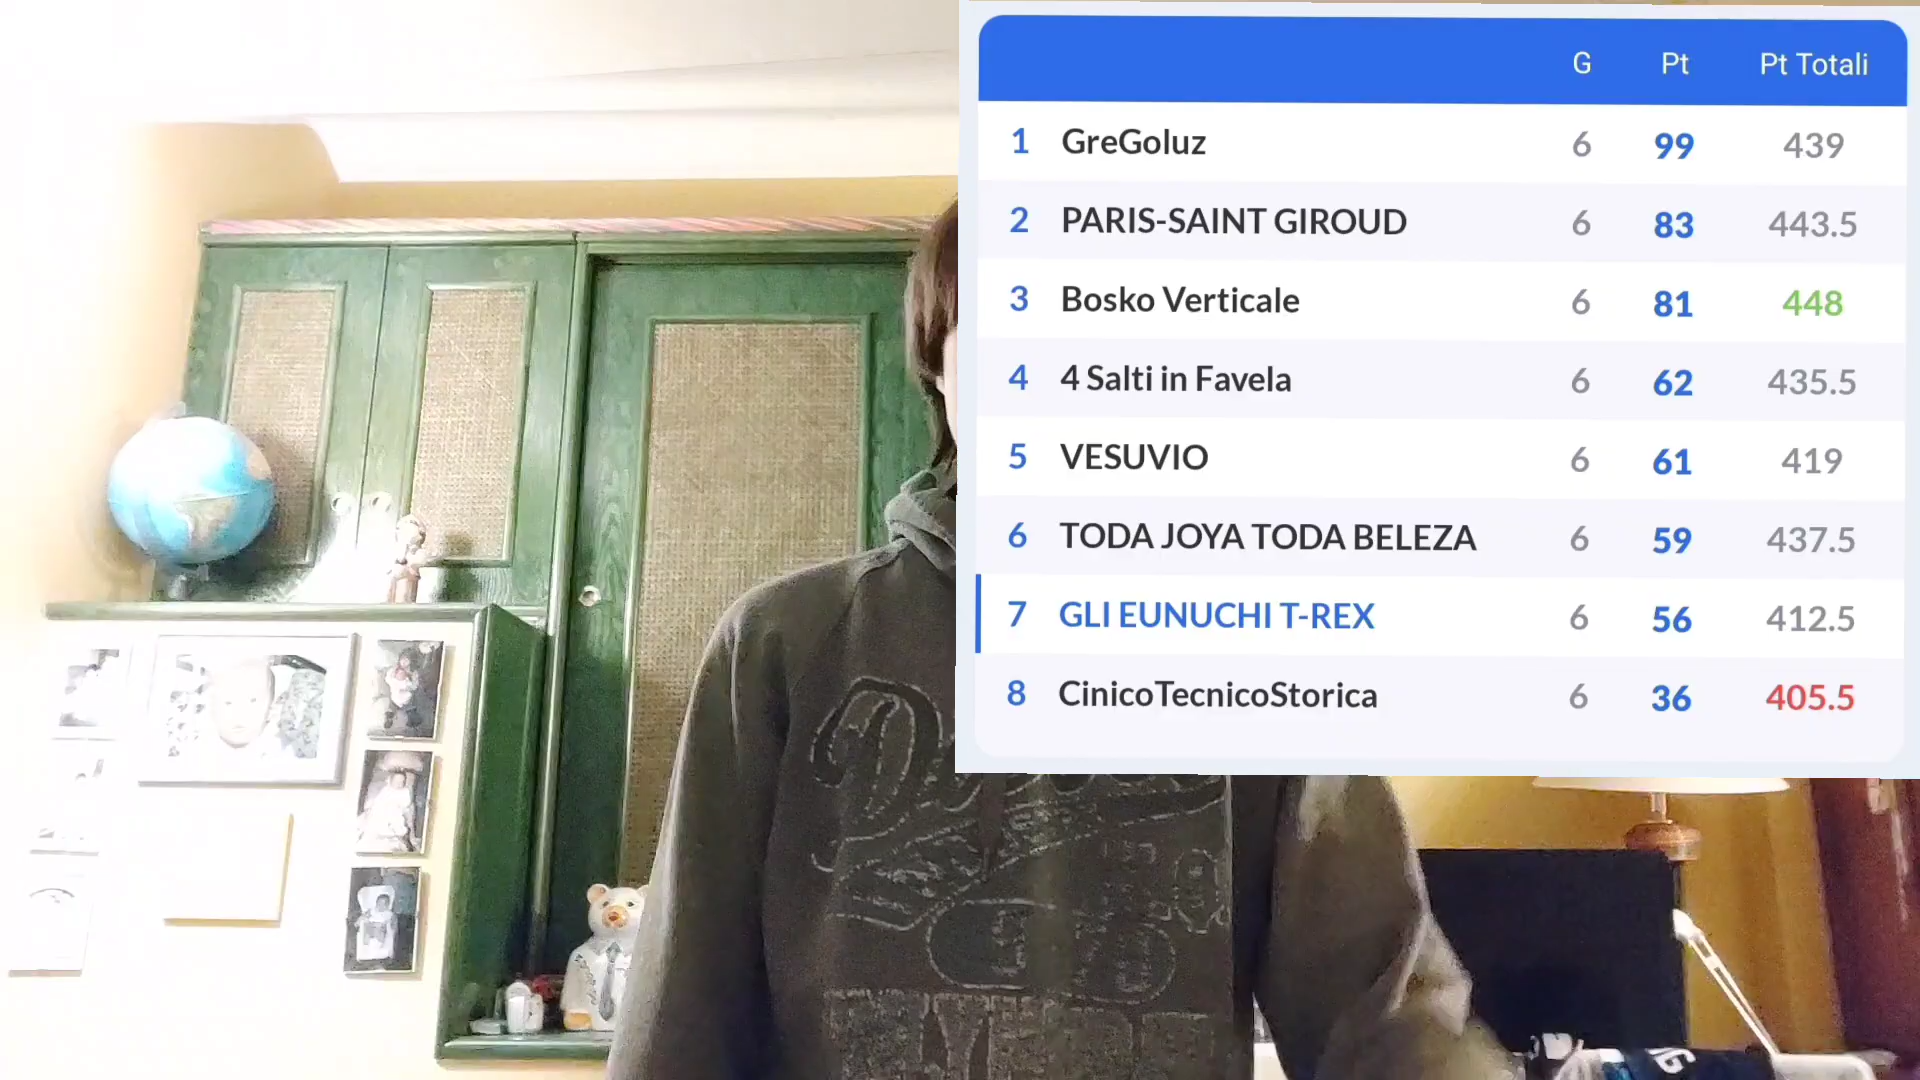 G Pt Pt Totali
1 GreGoluz 6 99 439
2 PARIS-SAINT GIROUD 6 83 443.5
3 Bosko Verticale 6 81 448
4 4 Salti in Favela 6 62 435.5
5 VESUVIO 6 61 419
6 TODA JOYA TODA BELEZA 6 59 437.5
7 GLI EUNUCHI T-REX 6 56 412.5
8 CinicoTecnicoStorica 6 36 405.5